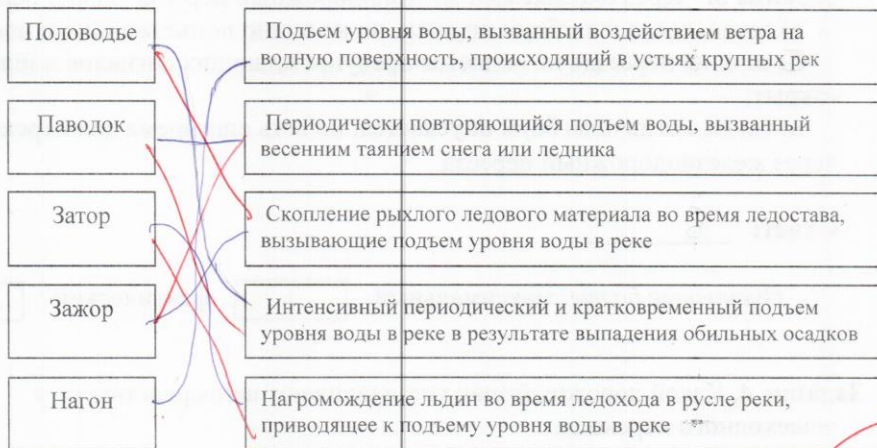 Половодье
Подъем уровня воды, вызванный воздействием ветра на
водную поверхность, происходящий в устьях крупных рек
Паводок
Периодически повторяющийся подъем воды, вызванный
весенним таянием снега или ледника
Затор
Скопление рыхлого ледового материала во время ледостава,
вызывающие подъем уровня воды в реке
Зажор
Интенсивный периодический и кратковременный подъем
уровня воды в реке в результате выпадения обильных осадков
Нагон
Нагромождение льдин во время ледохода в русле реки,
приводящее к подъему уровня воды в реке